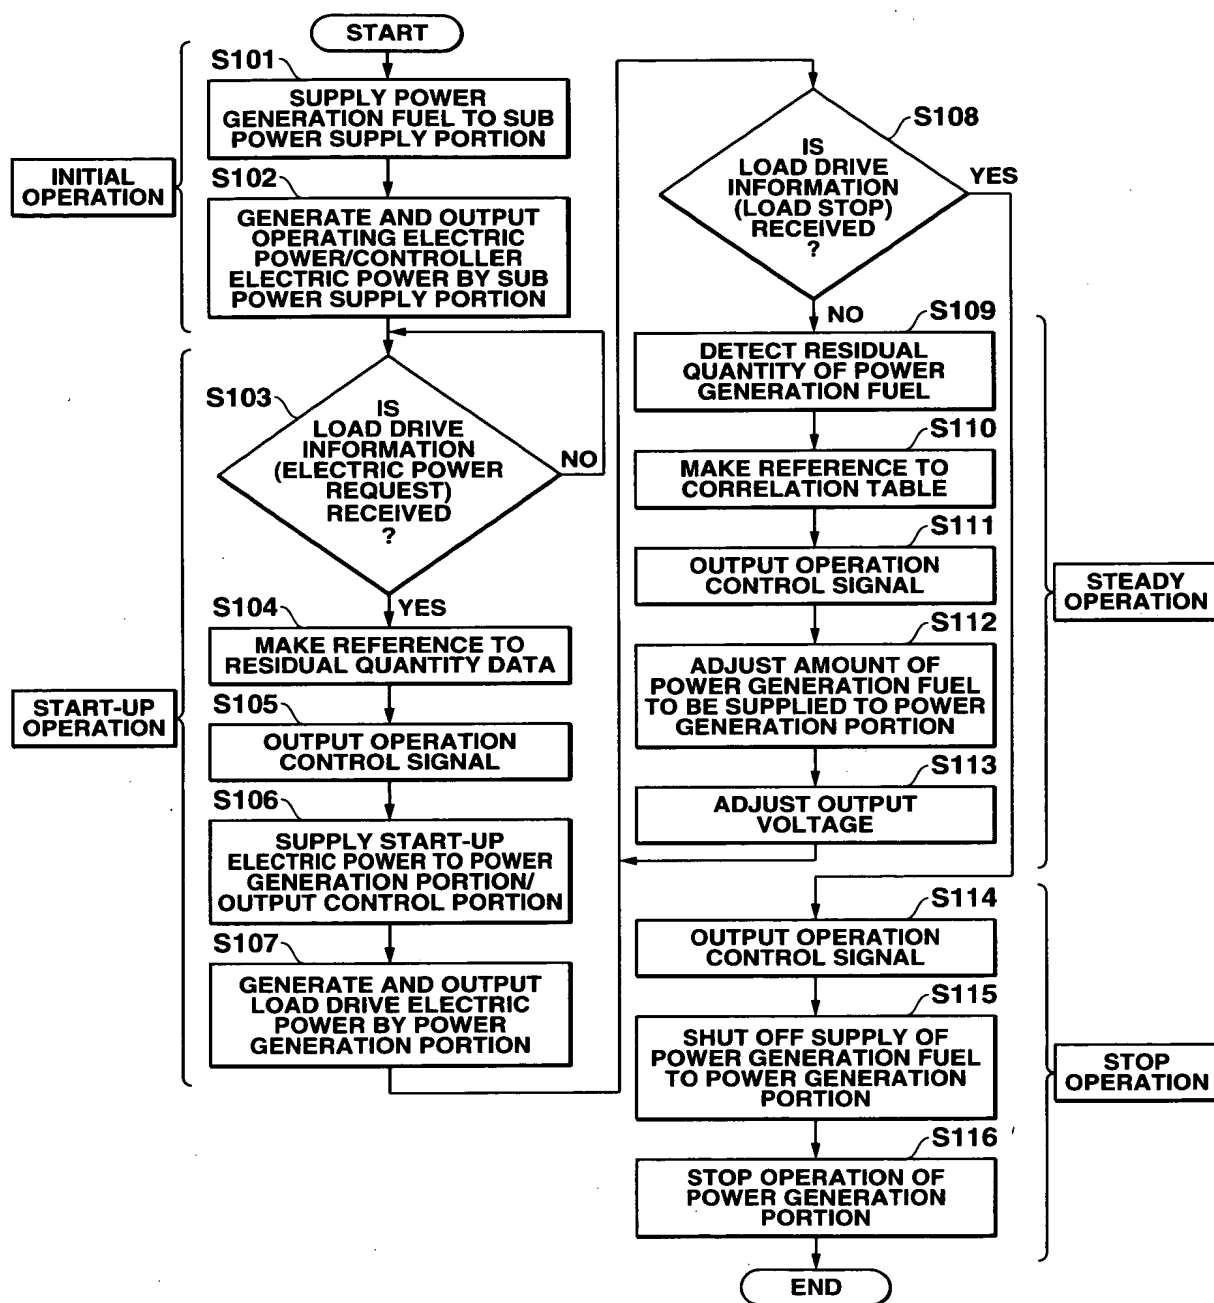 START
S101
SUPPLY POWER
GENERATION FUEL TO SUB
POWER SUPPLY PORTION
INITIAL
OPERATION
S102
GENERATE AND OUTPUT
OPERATING ELECTRIC
POWER/CONTROLLER
ELECTRIC POWER BY SUB
POWER SUPPLY PORTION
S103
IS
LOAD DRIVE
INFORMATION
(ELECTRIC POWER
REQUEST)
RECEIVED
?
NO
YES
S104
MAKE REFERENCE TO
RESIDUAL QUANTITY DATA
START-UP
OPERATION
S105
OUTPUT OPERATION
CONTROL SIGNAL
S106
SUPPLY START-UP
ELECTRIC POWER TO POWER
GENERATION PORTION/
OUTPUT CONTROL PORTION
S107
GENERATE AND OUTPUT
LOAD DRIVE ELECTRIC
POWER BY POWER
GENERATION PORTION
S108
IS
LOAD DRIVE
INFORMATION
(LOAD STOP)
RECEIVED
?
YES
NO
S109
DETECT RESIDUAL
QUANTITY OF POWER
GENERATION FUEL
S110
MAKE REFERENCE TO
CORRELATION TABLE
S111
OUTPUT OPERATION
CONTROL SIGNAL
STEADY
OPERATION
S112
ADJUST AMOUNT OF
POWER GENERATION FUEL
TO BE SUPPLIED TO POWER
GENERATION PORTION
S113
ADJUST OUTPUT
VOLTAGE
S114
OUTPUT OPERATION
CONTROL SIGNAL
S115
SHUT OFF SUPPLY OF
POWER GENERATION FUEL
TO POWER GENERATION
PORTION
STOP
OPERATION
S116
STOP OPERATION OF
POWER GENERATION
PORTION
END